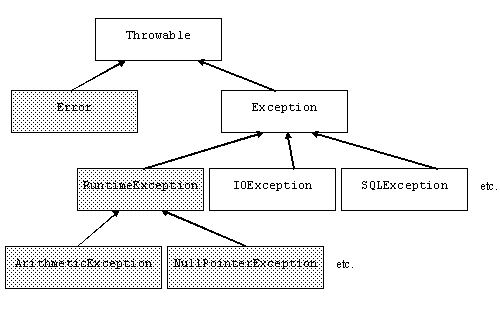 Throwable
Error
Exception
RuntimeException
IOException
SQLException
etc.
ArithmeticException
NullPointerException
etc.